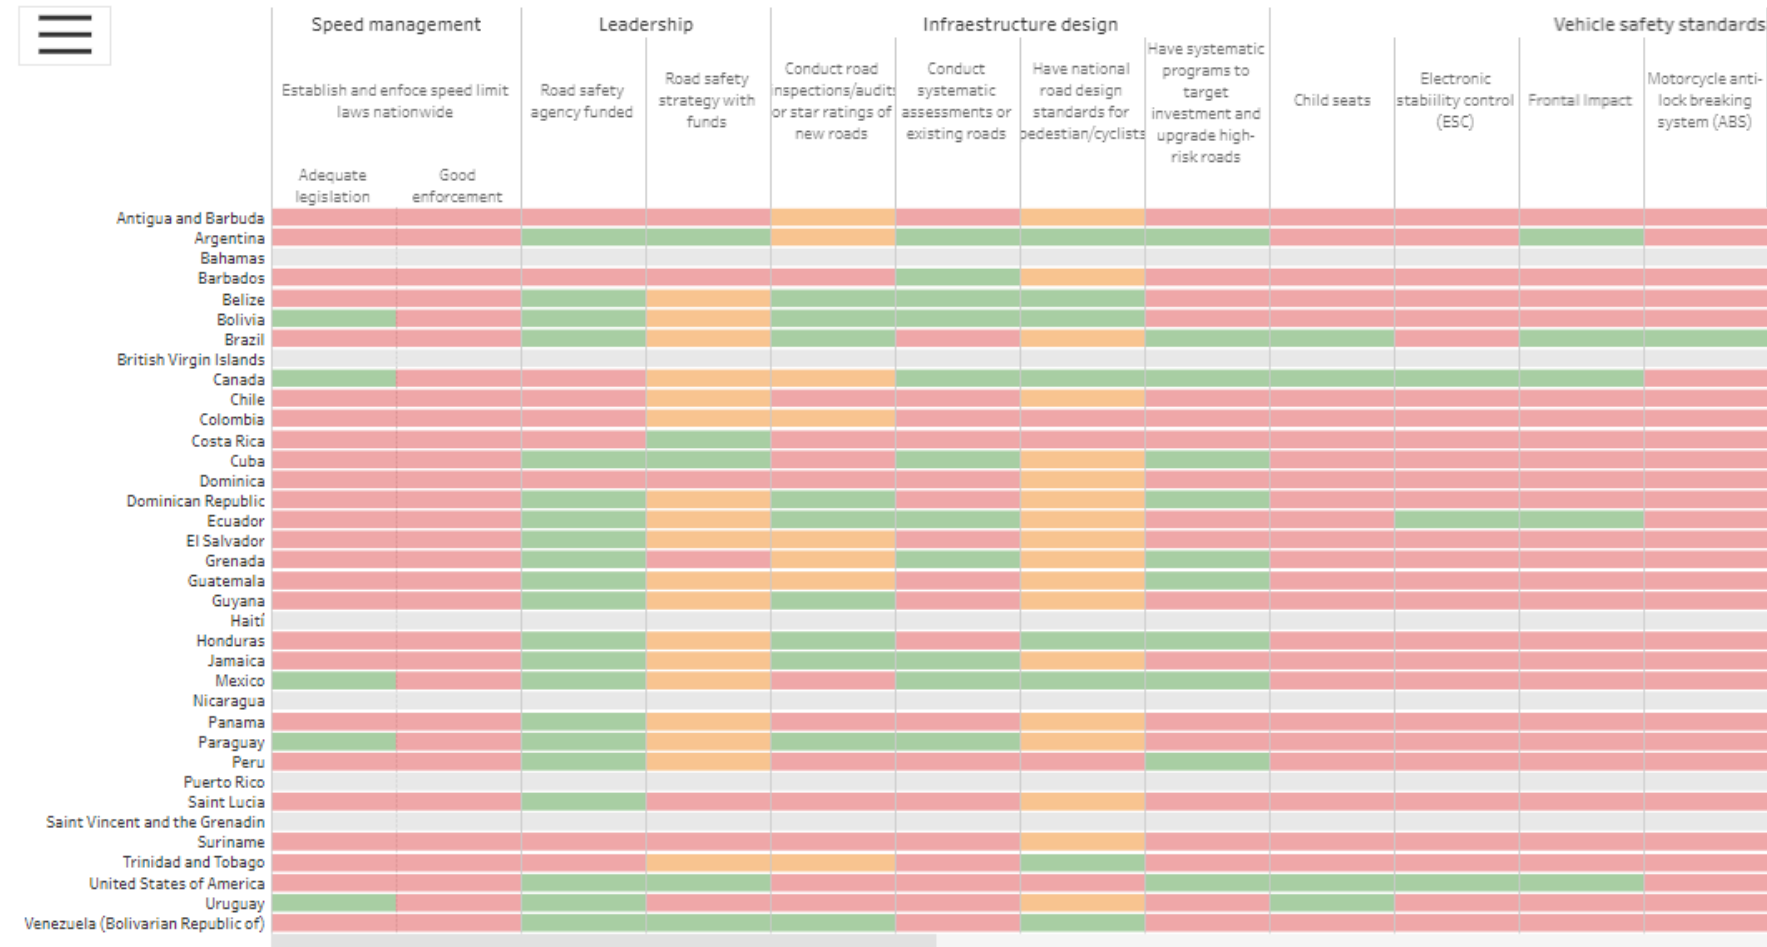 Speed management
Leadership
Infraestructure design
Vehicle safety standards
Establish and enfoce speed limit
laws nationwide
Road safety
agency funded
Road safety
strategy with
funds
Conduct road
inspections/audits
or star ratings of
new roads
Conduct
systematic
assessments or
existing roads
Have national
road design
standards for
pedestian/cyclists
Have systematic
programs to
target
investment and
upgrade high-
risk roads
Child seats
Electronic
stabiility control
(ESC)
Frontal Impact
Motorcycle anti-
lock breaking
system (ABS)
Adequate
legislation
Good
enforcement
Antigua and Barbuda
Argentina
Bahamas
Barbados
Belize
Bolivia
Brazil
British Virgin Islands
Canada
Chile
Colombia
Costa Rica
Cuba
Dominica
Dominican Republic
Ecuador
El Salvador
Grenada
Guatemala
Guyana
Haití
Honduras
Jamaica
Mexico
Nicaragua
Panama
Paraguay
Peru
Puerto Rico
Saint Lucia
Saint Vincent and the Grenadin
Suriname
Trinidad and Tobago
United States of America
Uruguay
Venezuela (Bolivarian Republic of)